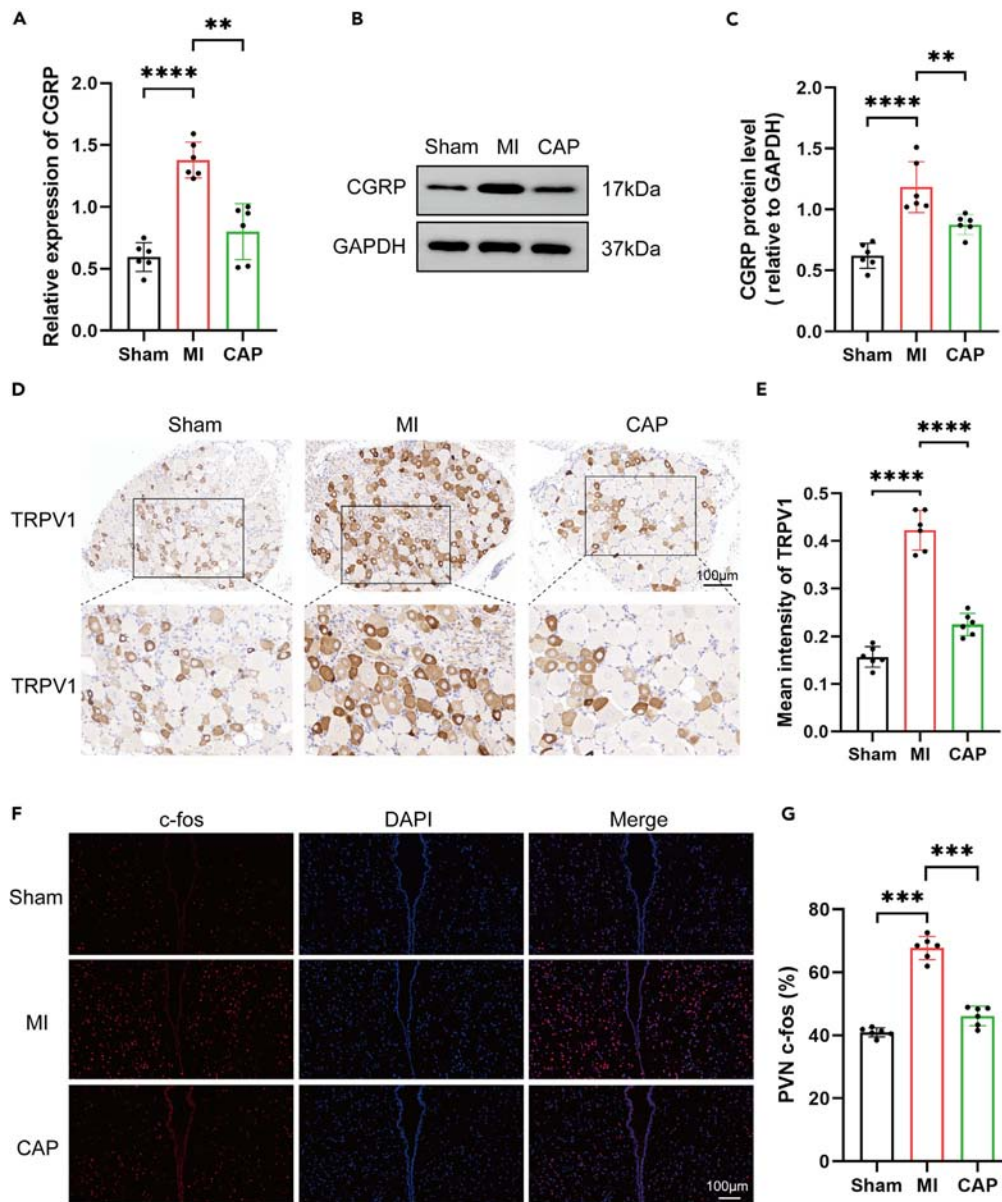 A
Relative expression of CGRP
2.0
1.5
1.0
0.5
0.0
****
**
Sham MI CAP
B
Sham MI CAP
CGRP 17kDa
GAPDH 37kDa
C
CGRP protein level
( relative to GAPDH)
2.0
1.5
1.0
0.5
0.0
****
**
Sham MI CAP
D
Sham MI CAP
TRPV1
100μm
TRPV1
E
Mean intensity of TRPV1
0.5
0.4
0.3
0.2
0.1
0.0
****
****
Sham MI CAP
F
c-fos DAPI Merge
Sham
MI
CAP
100μm
G
PVN c-fos (%)
80
60
40
20
0
***
***
Sham MI CAP